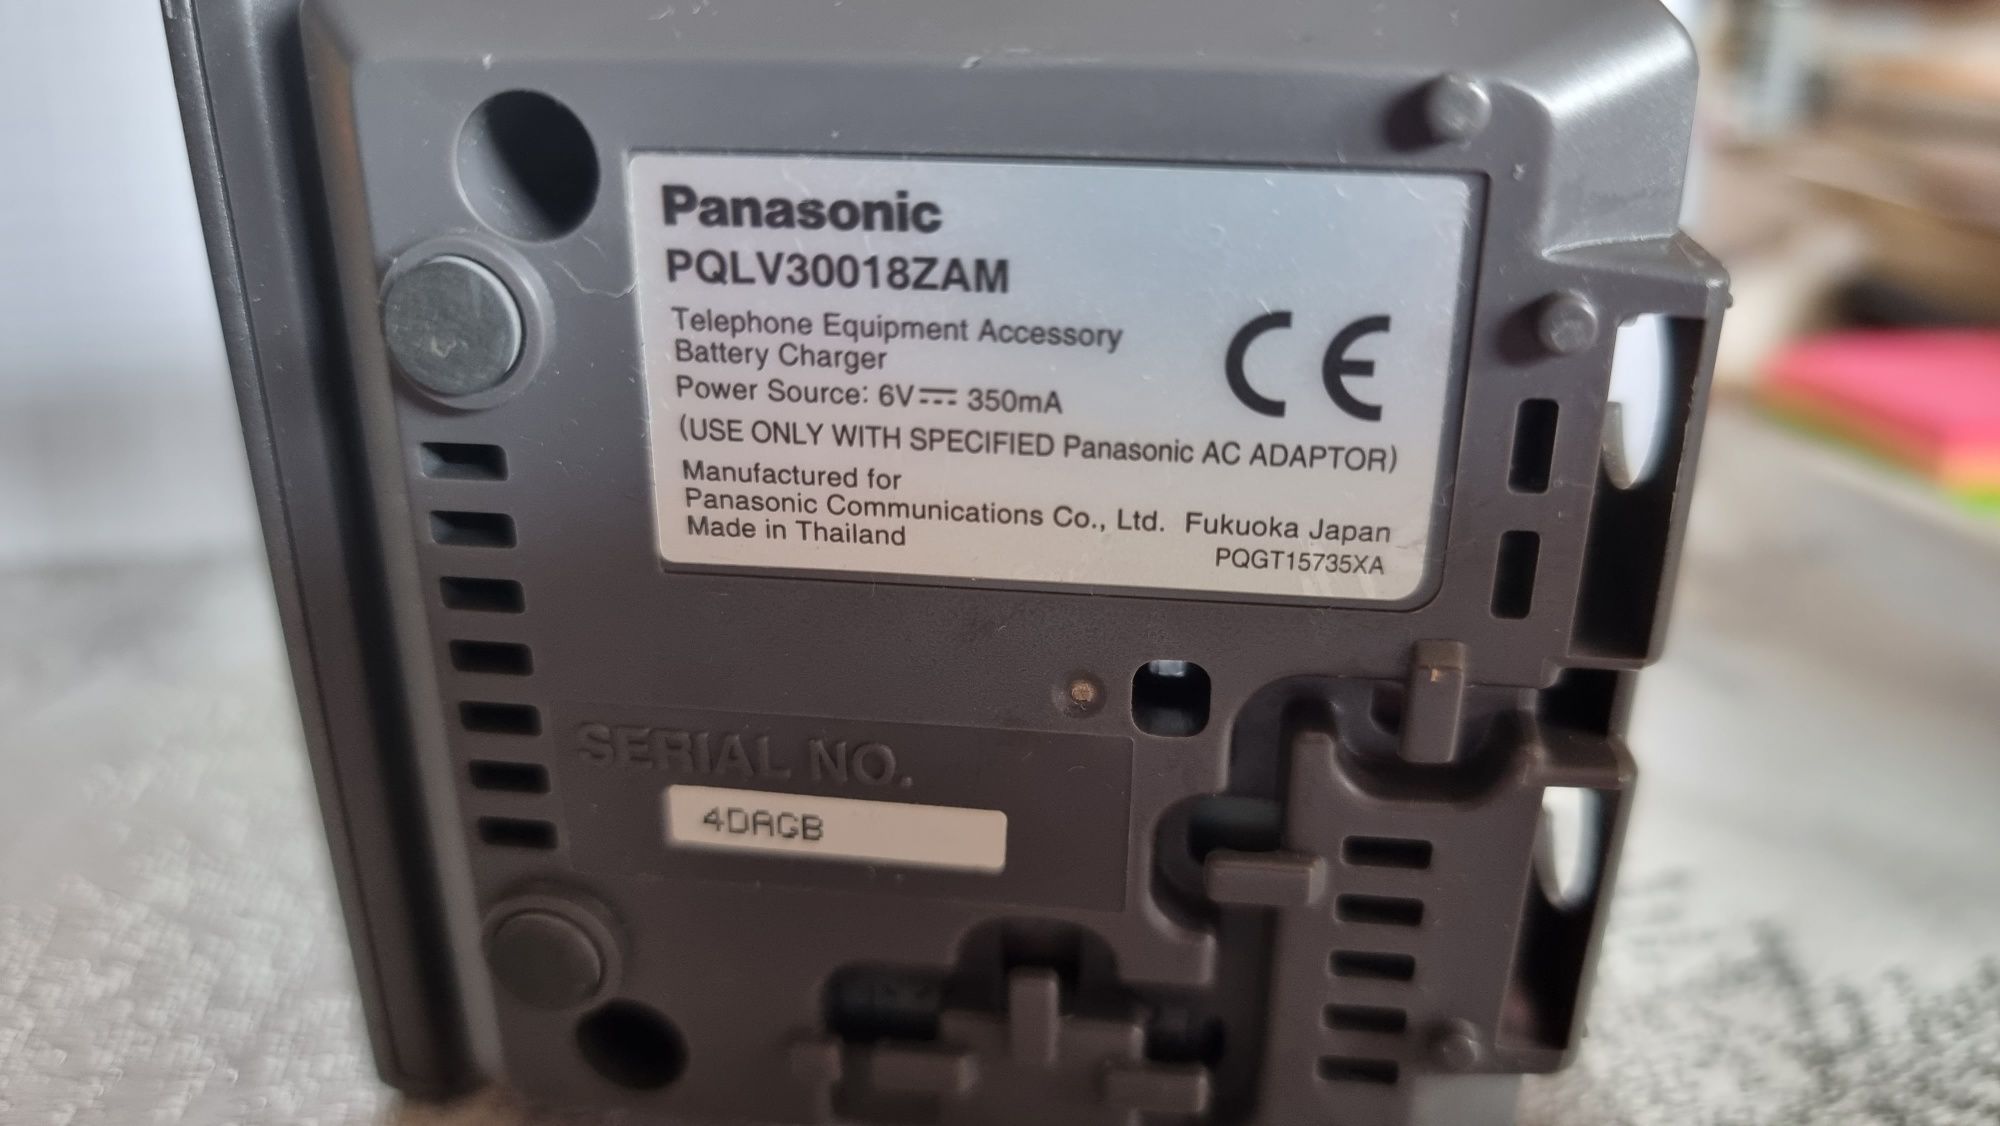 Panasonic
PQLV30018ZAM
Telephone Equipment Accessory
Battery Charger
Power Source: 6V⎓ 350mA
CE
(USE ONLY WITH SPECIFIED Panasonic AC ADAPTOR)
Manufactured for
Panasonic Communications Co., Ltd. Fukuoka Japan
Made in Thailand
PQGT15735XA
SERIAL NO.
4DAGB